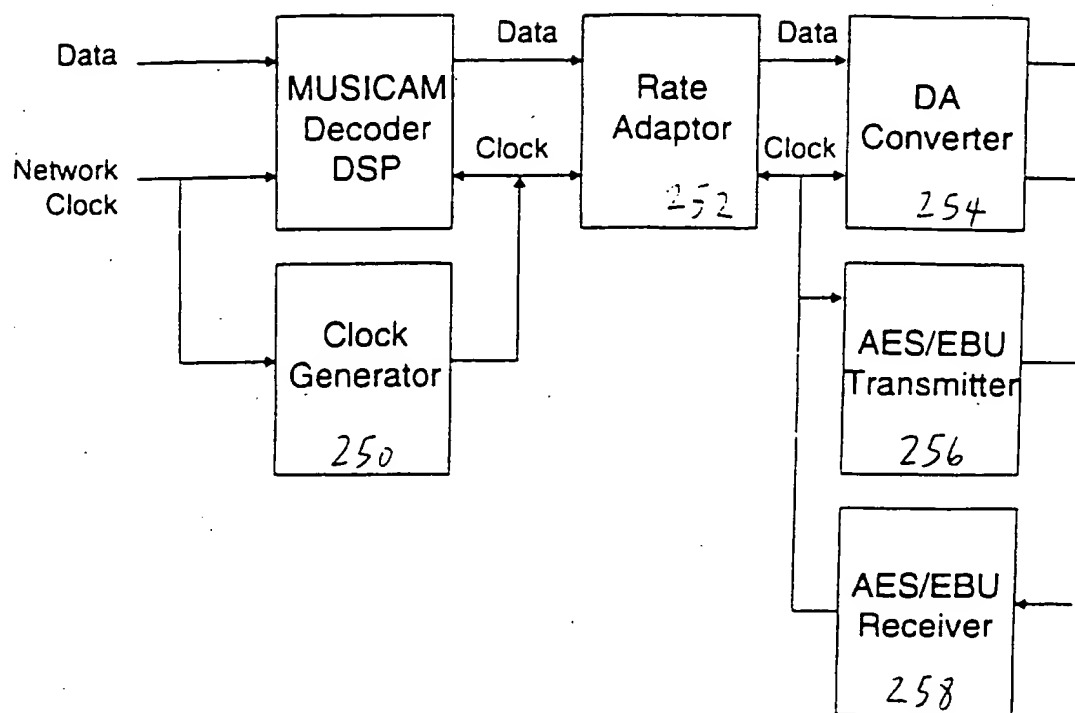 Data
Network
Clock
MUSICAM
Decoder
DSP
Data
Clock
Rate
Adaptor
252
Data
Clock
DA
Converter
254
Clock
Generator
250
AES/EBU
Transmitter
256
AES/EBU
Receiver
258